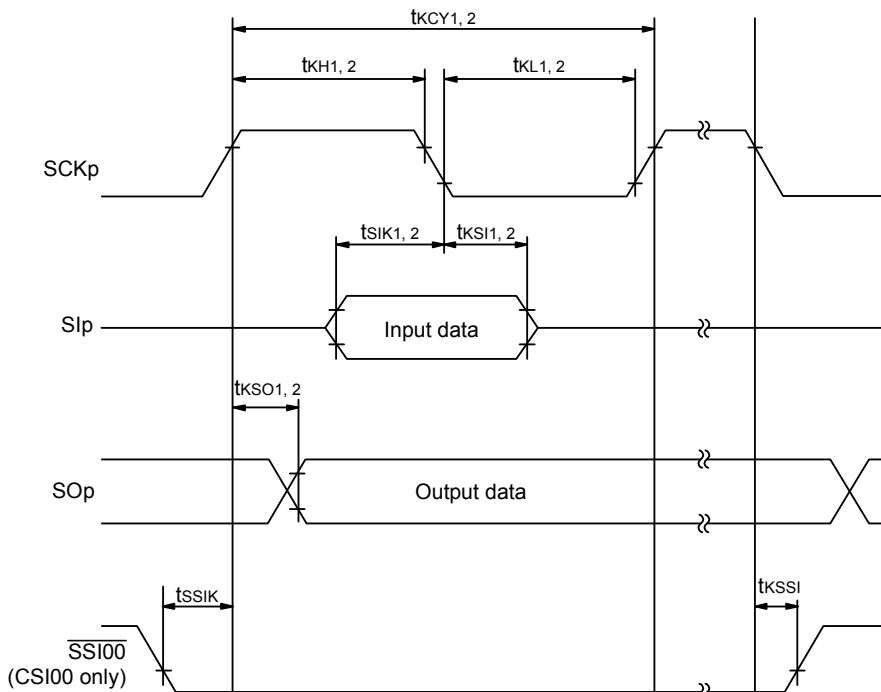 tKCY1, 2
tKH1, 2
tKL1, 2
SCKp
tSIK1, 2
tKSI1, 2
SIp
Input data
tKSO1, 2
SOp
Output data
tSSIK
tKSSI
SSI00
(CSI00 only)